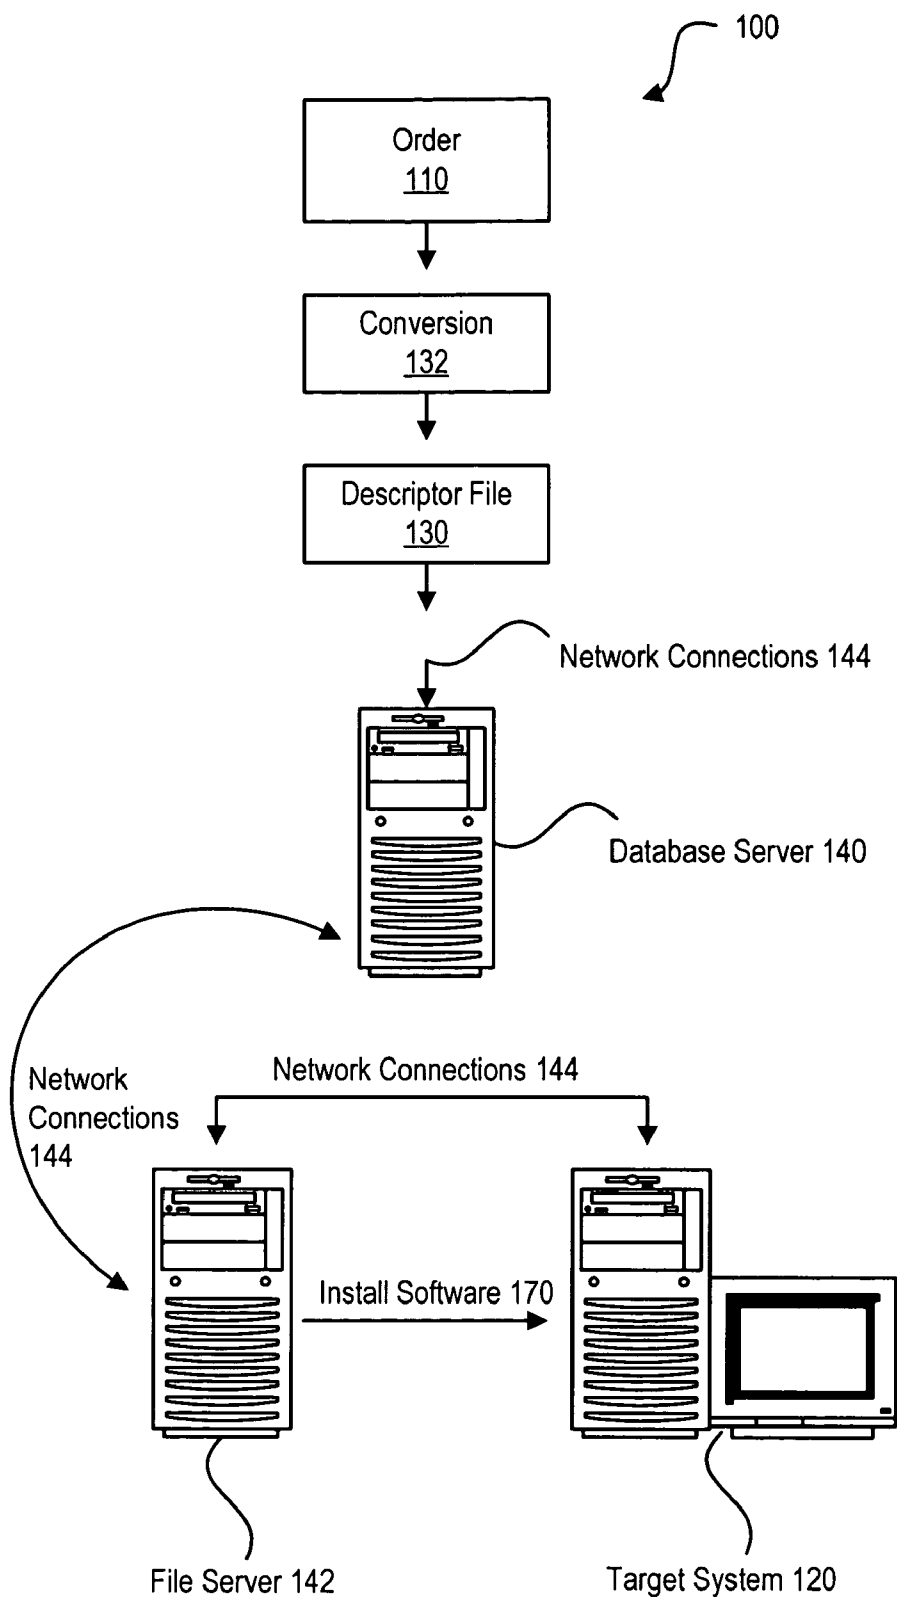 100
Order
110
Conversion
132
Descriptor File
130
Network Connections 144
Database Server 140
Network Connections 144
Network
Connections
144
Install Software 170
File Server 142
Target System 120